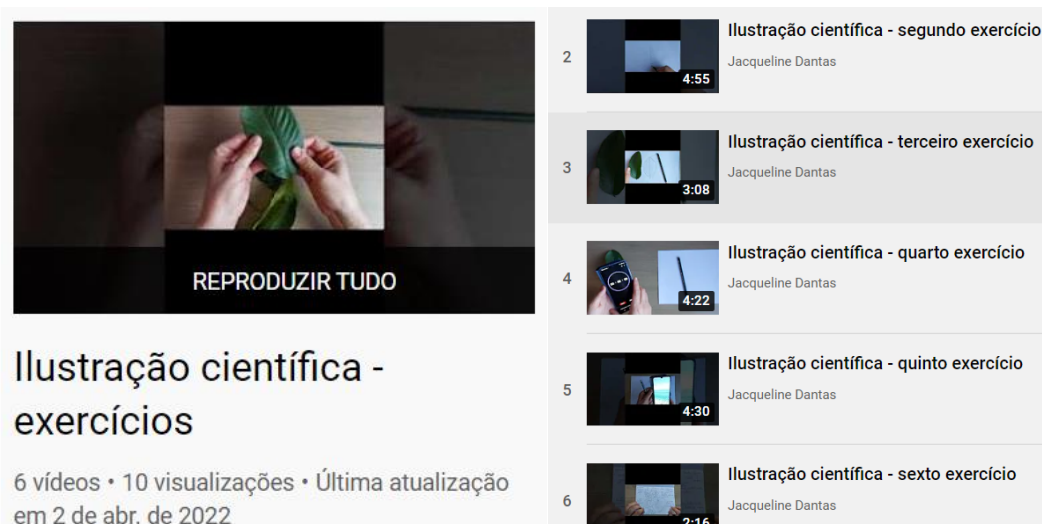 REPRODUZIR TUDO
Ilustração científica -
exercícios
6 vídeos • 10 visualizações • Última atualização
em 2 de abr. de 2022
2
Ilustração científica - segundo exercício
Jacqueline Dantas
4:55
3
Ilustração científica - terceiro exercício
Jacqueline Dantas
3:08
4
Ilustração científica - quarto exercício
Jacqueline Dantas
4:22
5
Ilustração científica - quinto exercício
Jacqueline Dantas
4:30
6
Ilustração científica - sexto exercício
Jacqueline Dantas
2:16